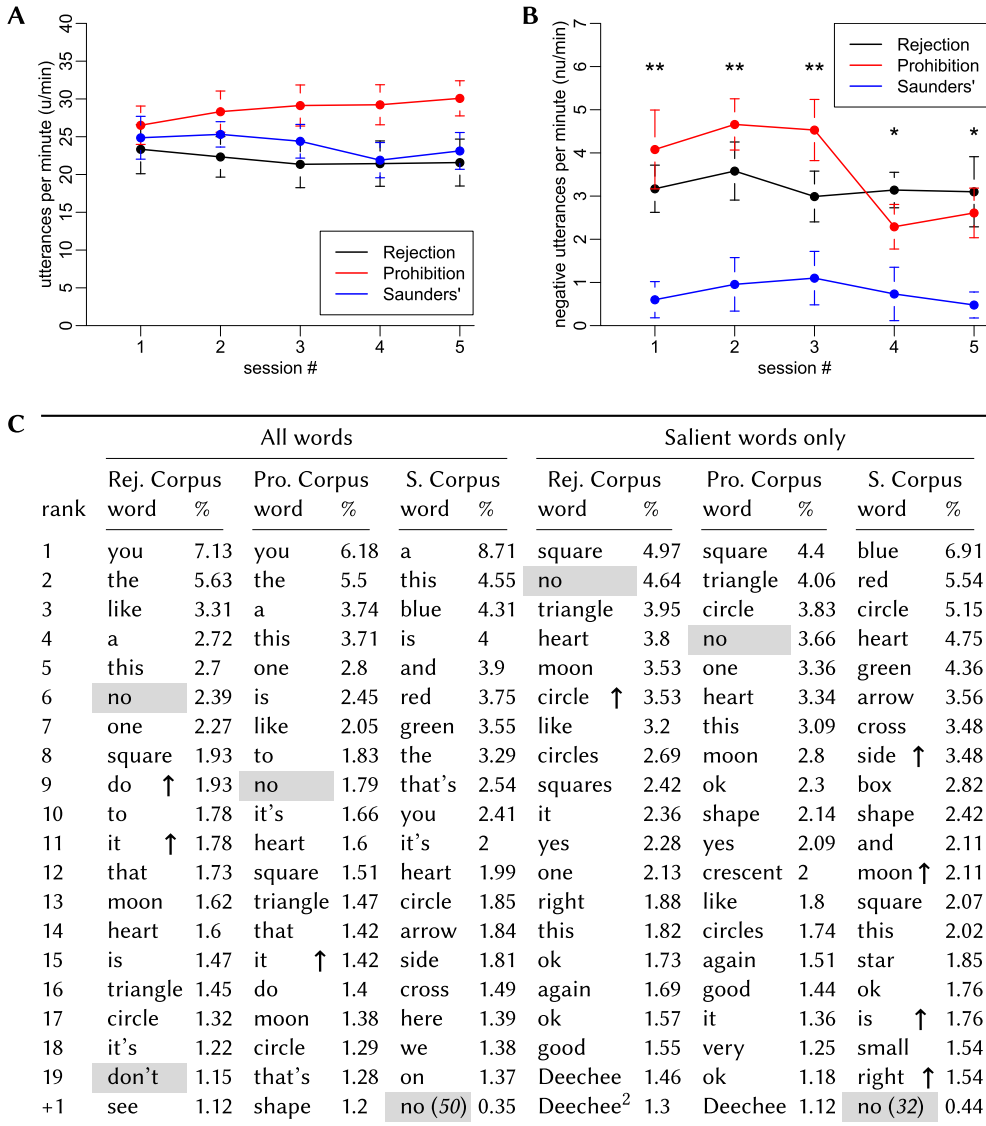 A
B
utterances per minute (u/min)
0 5 10 15 20 25 30 35 40
Rejection
Prohibition
Saunders'
1 2 3 4 5
session #
negative utterances per minute (nu/min)
0 1 2 3 4 5 6 7
** ** ** * *
Rejection
Prohibition
Saunders'
1 2 3 4 5
session #
C
All words Salient words only
Rej. Corpus Pro. Corpus S. Corpus Rej. Corpus Pro. Corpus S. Corpus
rank word % word % word % word % word % word %
1 you 7.13 you 6.18 a 8.71 square 4.97 square 4.4 blue 6.91
2 the 5.63 the 5.5 this 4.55 no 4.64 triangle 4.06 red 5.54
3 like 3.31 a 3.74 blue 4.31 triangle 3.95 circle 3.83 circle 5.15
4 a 2.72 this 3.71 is 4 heart 3.8 no 3.66 heart 4.75
5 this 2.7 one 2.8 and 3.9 moon 3.53 one 3.36 green 4.36
6 no 2.39 is 2.45 red 3.75 circle ↑ 3.53 heart 3.34 arrow 3.56
7 one 2.27 like 2.05 green 3.55 like 3.2 this 3.09 cross 3.48
8 square 1.93 to 1.83 the 3.29 circles 2.69 moon 2.8 side ↑ 3.48
9 do ↑ 1.93 no 1.79 that's 2.54 squares 2.42 ok 2.3 box 2.82
10 to 1.78 it's 1.66 you 2.41 it 2.36 shape 2.14 shape 2.42
11 it ↑ 1.78 heart 1.6 it's 2 yes 2.28 yes 2.09 and 2.11
12 that 1.73 square 1.51 heart 1.99 one 2.13 crescent 2 moon ↑ 2.11
13 moon 1.62 triangle 1.47 circle 1.85 right 1.88 like 1.8 square 2.07
14 heart 1.6 that 1.42 arrow 1.84 this 1.82 circles 1.74 this 2.02
15 is 1.47 it ↑ 1.42 side 1.81 ok 1.73 again 1.51 star 1.85
16 triangle 1.45 do 1.4 cross 1.49 again 1.69 good 1.44 ok 1.76
17 circle 1.32 moon 1.38 here 1.39 ok 1.57 it 1.36 is ↑ 1.76
18 it's 1.22 circle 1.29 we 1.38 good 1.55 very 1.25 small 1.54
19 don't 1.15 that's 1.28 on 1.37 Deechee 1.46 ok 1.18 right ↑ 1.54
+1 see 1.12 shape 1.2 no (50) 0.35 Deechee² 1.3 Deechee 1.12 no (32) 0.44